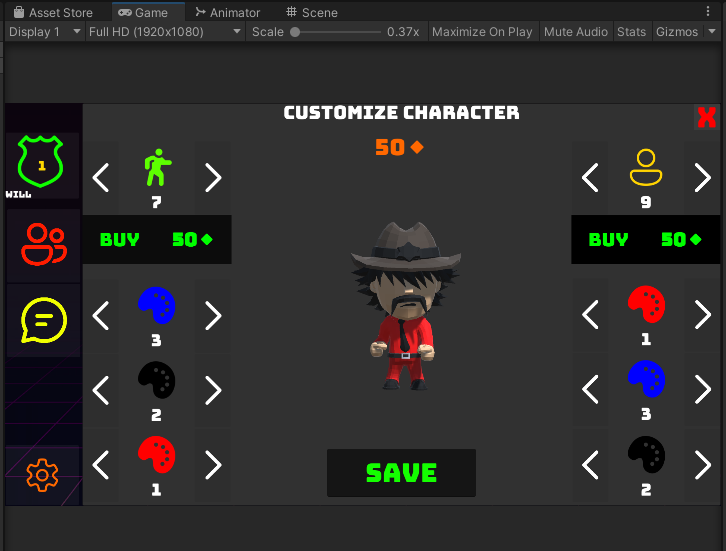 Asset Store Game Animator Scene
Display 1 Full HD (1920x1080) Scale 0.37x Maximize On Play Mute Audio Stats Gizmos
CUSTOMIZE CHARACTER
X
50
1
WILL
7
9
BUY 50
BUY 50
3
1
2
3
1
2
SAVE